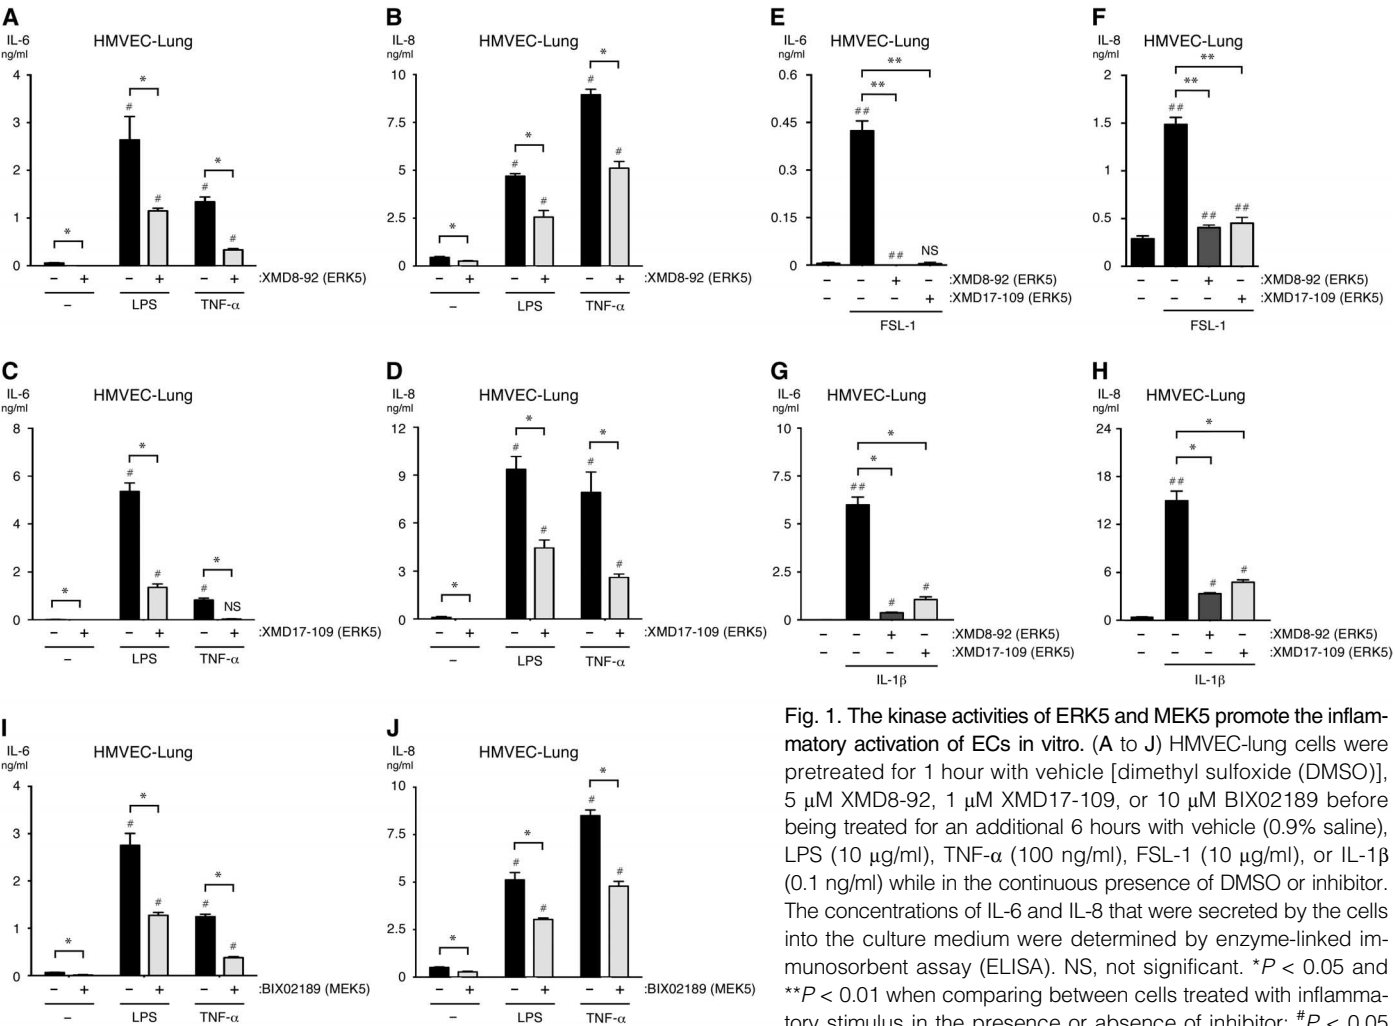 A
IL-6
ng/ml
HMVEC-Lung
4
3
2
1
0
*
#
*
#
#
*
#
– + – + – + :XMD8-92 (ERK5)
– LPS TNF-α
B
IL-8
ng/ml
HMVEC-Lung
10
7.5
5
2.5
0
*
#
*
#
#
*
#
– + – + – + :XMD8-92 (ERK5)
– LPS TNF-α
E
IL-6
ng/ml
HMVEC-Lung
0.6
0.45
0.3
0.15
0
**
**
##
##
NS
– – + – :XMD8-92 (ERK5)
– – – + :XMD17-109 (ERK5)
FSL-1
F
IL-8
ng/ml
HMVEC-Lung
2
1.5
1
0.5
0
**
**
##
##
##
– – + – :XMD8-92 (ERK5)
– – – + :XMD17-109 (ERK5)
FSL-1
C
IL-6
ng/ml
HMVEC-Lung
8
6
4
2
0
*
#
*
#
#
*
NS
– + – + – + :XMD17-109 (ERK5)
– LPS TNF-α
D
IL-8
ng/ml
HMVEC-Lung
12
9
6
3
0
*
#
*
#
#
*
#
– + – + – + :XMD17-109 (ERK5)
– LPS TNF-α
G
IL-6
ng/ml
HMVEC-Lung
10
7.5
5
2.5
0
*
*
##
#
#
– – + – :XMD8-92 (ERK5)
– – – + :XMD17-109 (ERK5)
IL-1β
H
IL-8
ng/ml
HMVEC-Lung
24
18
12
6
0
*
*
##
#
#
– – + – :XMD8-92 (ERK5)
– – – + :XMD17-109 (ERK5)
IL-1β
I
IL-6
ng/ml
HMVEC-Lung
4
3
2
1
0
*
#
*
#
#
*
#
– + – + – + :BIX02189 (MEK5)
– LPS TNF-α
J
IL-8
ng/ml
HMVEC-Lung
10
7.5
5
2.5
0
*
#
*
#
#
*
#
– + – + – + :BIX02189 (MEK5)
– LPS TNF-α
Fig. 1. The kinase activities of ERK5 and MEK5 promote the inflam-
matory activation of ECs in vitro. (A to J) HMVEC-lung cells were
pretreated for 1 hour with vehicle [dimethyl sulfoxide (DMSO)],
5 μM XMD8-92, 1 μM XMD17-109, or 10 μM BIX02189 before
being treated for an additional 6 hours with vehicle (0.9% saline),
LPS (10 μg/ml), TNF-α (100 ng/ml), FSL-1 (10 μg/ml), or IL-1β
(0.1 ng/ml) while in the continuous presence of DMSO or inhibitor.
The concentrations of IL-6 and IL-8 that were secreted by the cells
into the culture medium were determined by enzyme-linked im-
munosorbent assay (ELISA). NS, not significant. *P < 0.05 and
**P < 0.01 when comparing between cells treated with inflamma-
tory stimulus in the presence or absence of inhibitor; #P < 0.05